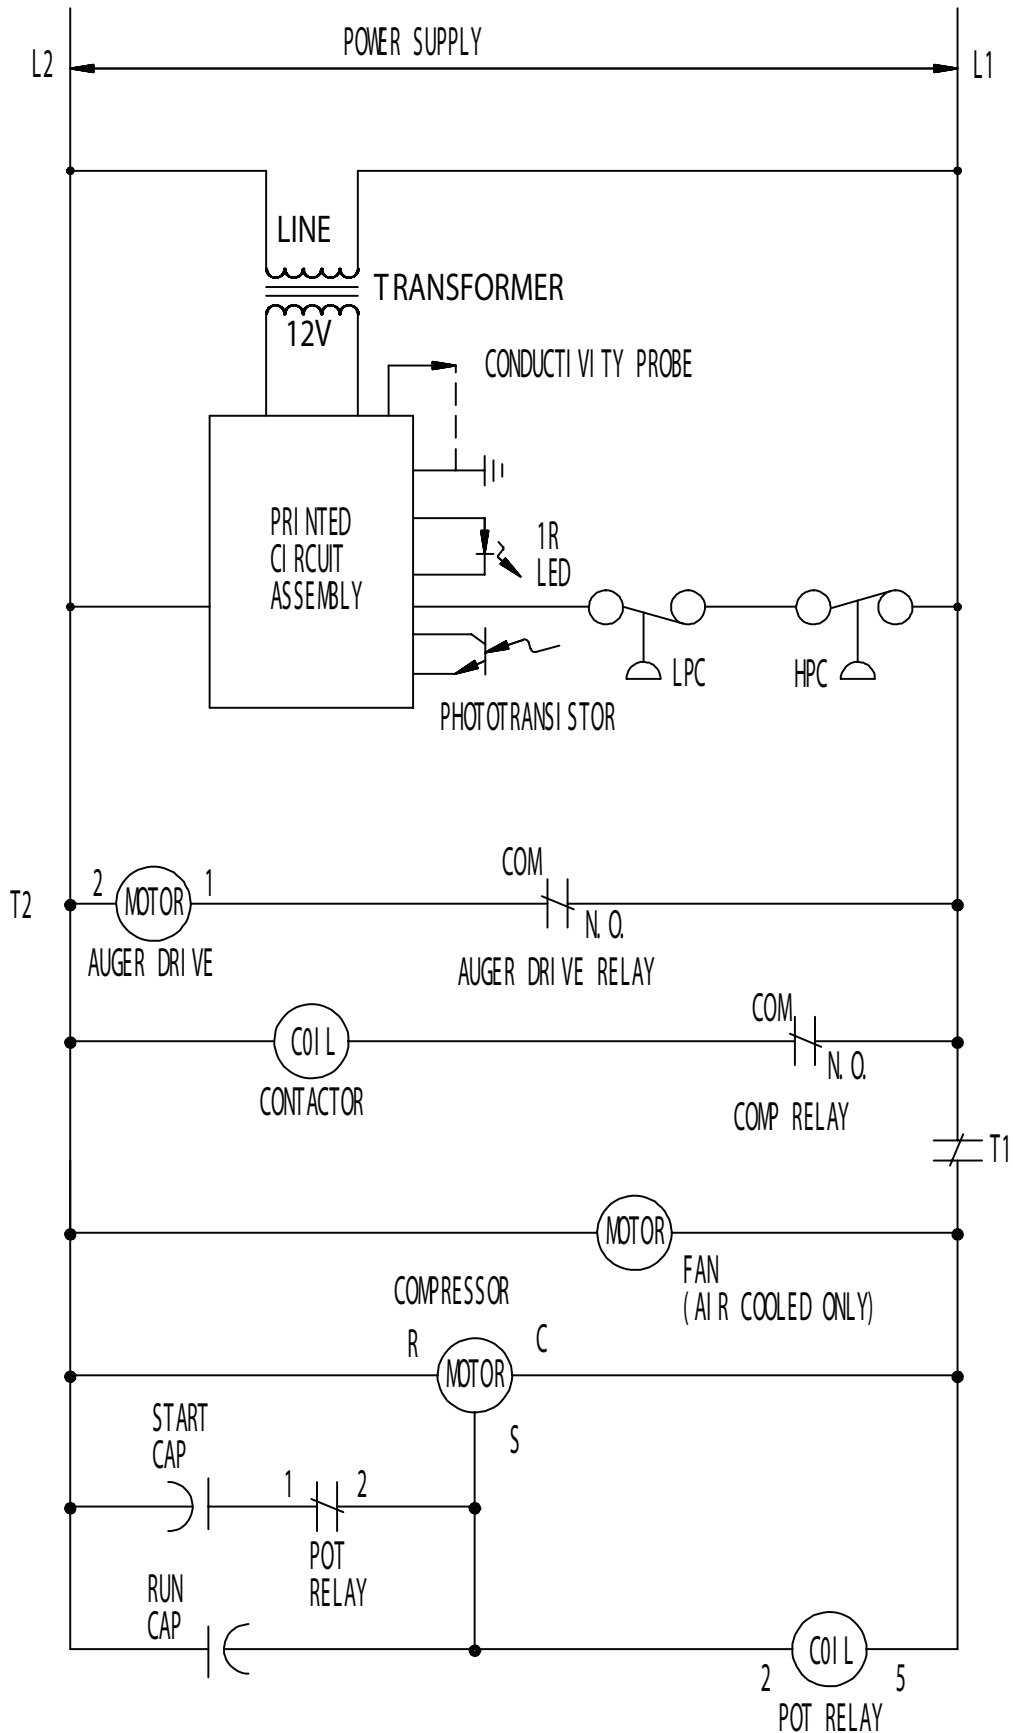 POWER SUPPLY
L2
L1
LINE
TRANSFORMER
12V
CONDUCTIVITY PROBE
PRINTED
CIRCUIT
ASSEMBLY
1R
LED
LPC
HPC
PHOTOTRANSISTOR
T2
2
MOTOR
1
AUGER DRIVE
COM
N.O.
AUGER DRIVE RELAY
COIL
CONTACTOR
COM
N.O.
COMP RELAY
T1
MOTOR
FAN
(AIR COOLED ONLY)
COMPRESSOR
R
MOTOR
C
S
START
CAP
1
2
POT
RELAY
RUN
CAP
2
COIL
5
POT RELAY